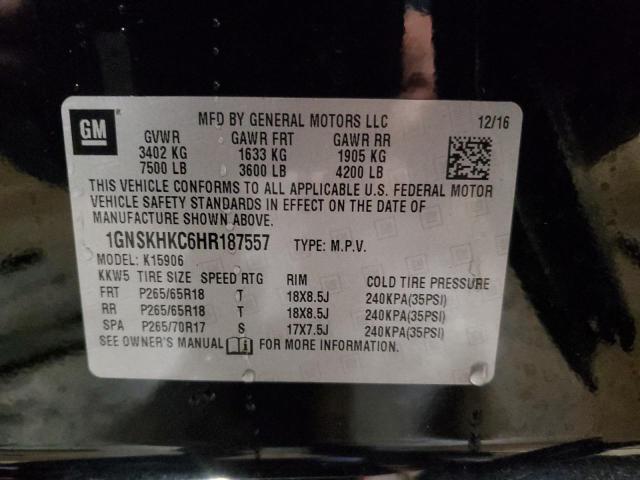 GM
MFD BY GENERAL MOTORS LLC 12/16
GVWR GAWR FRT GAWR RR
3402 KG 1633 KG 1905 KG
7500 LB 3600 LB 4200 LB
THIS VEHICLE CONFORMS TO ALL APPLICABLE U.S. FEDERAL MOTOR
VEHICLE SAFETY STANDARDS IN EFFECT ON THE DATE OF
MANUFACTURE SHOWN ABOVE.
1GNSKHKC6HR187557 TYPE: M.P.V.
MODEL: K15906
KKW5 TIRE SIZE SPEED RTG RIM COLD TIRE PRESSURE
FRT P265/65R18 T 18X8.5J 240KPA(35PSI)
RR P265/65R18 T 18X8.5J 240KPA(35PSI)
SPA P265/70R17 S 17X7.5J 240KPA(35PSI)
SEE OWNER'S MANUAL FOR MORE INFORMATION.